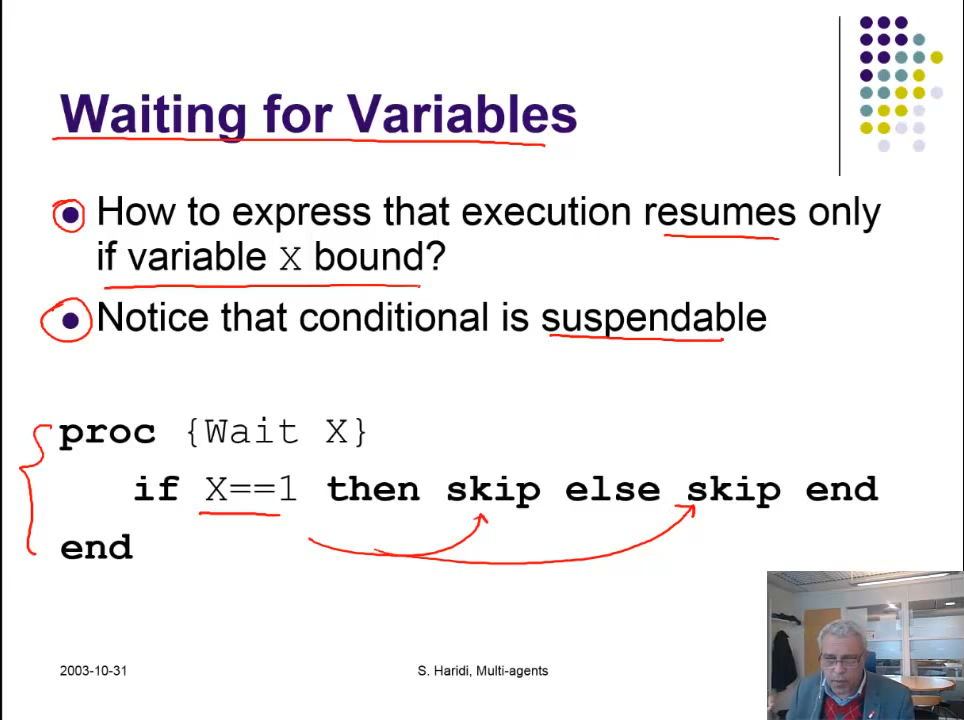 Waiting for Variables
How to express that execution resumes only
if variable X bound?
Notice that conditional is suspendable
proc {Wait X}
if X==1 then skip else skip end
end
2003-10-31
S. Haridi, Multi-agents